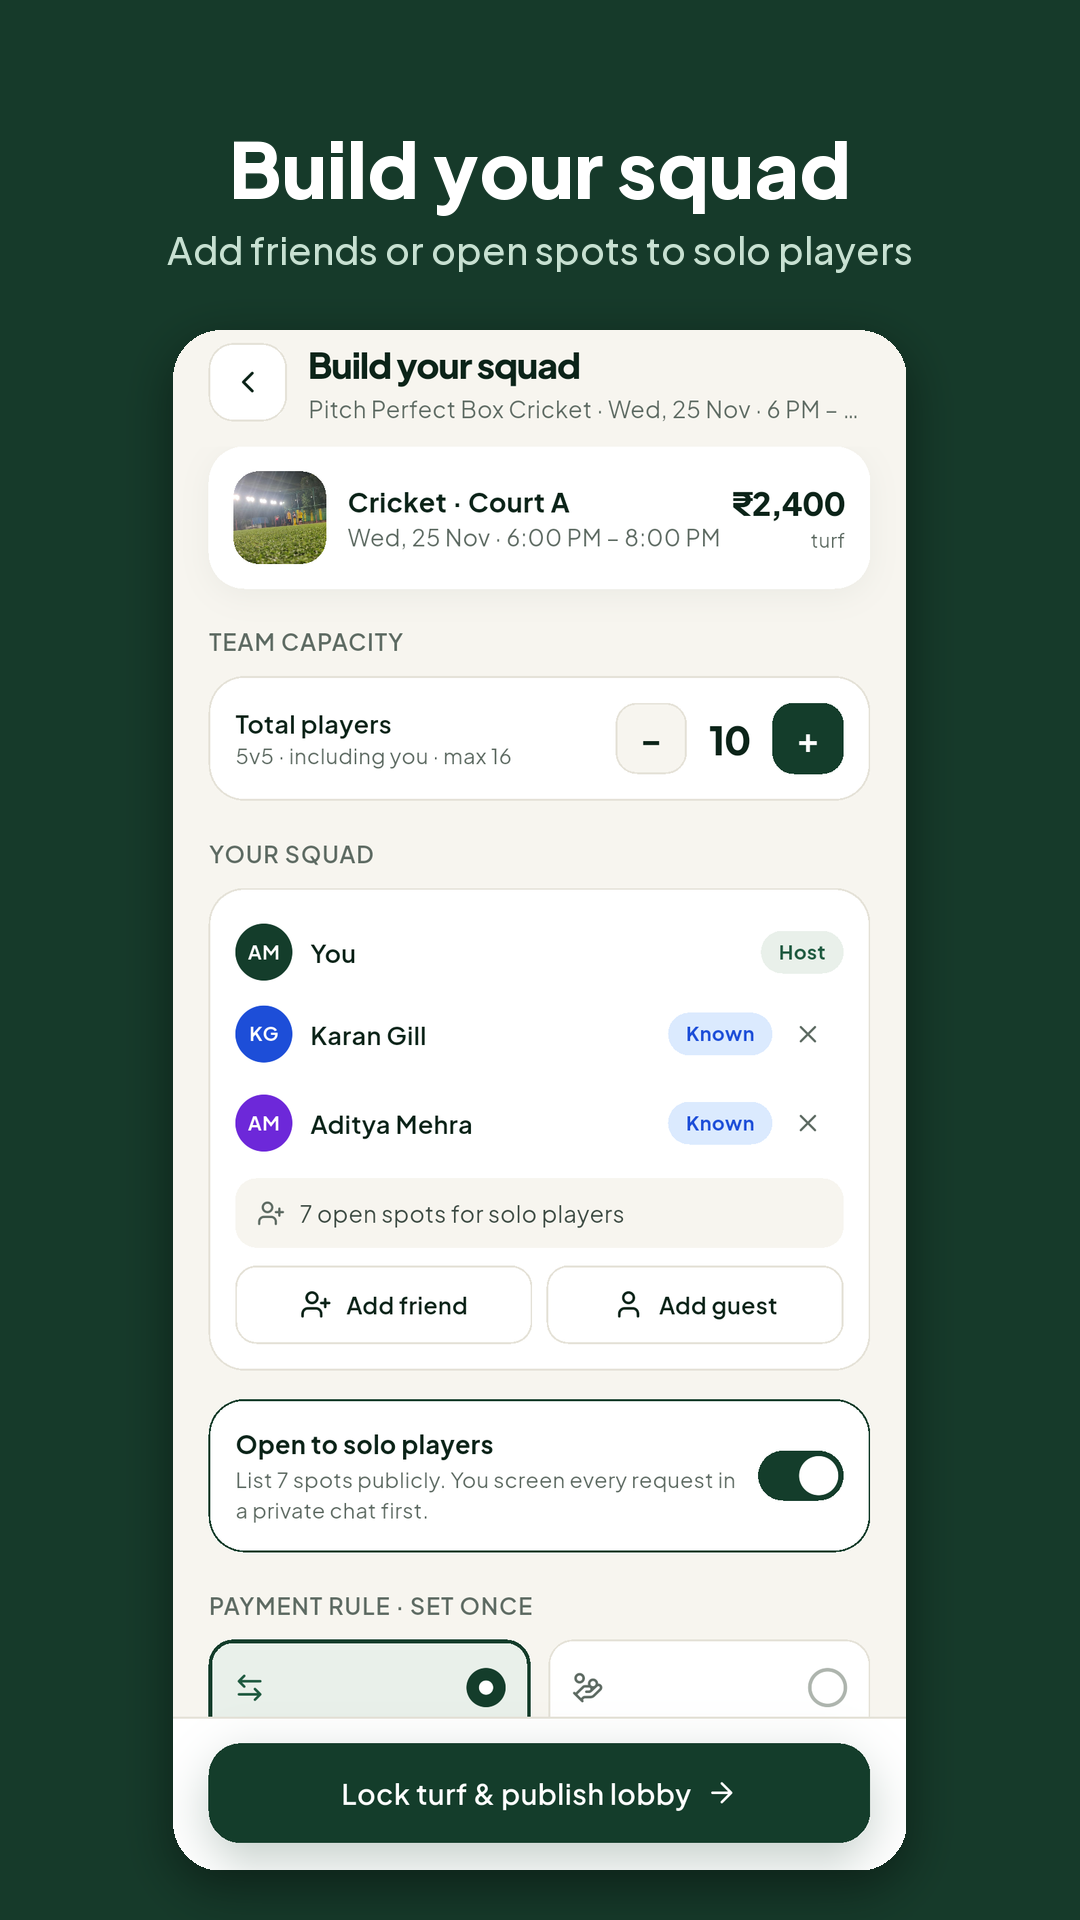 Build your squad
Add friends or open spots to solo players
Build your squad
Pitch Perfect Box Cricket · Wed, 25 Nov · 6 PM – ...
Cricket · Court A
₹2,400
Wed, 25 Nov · 6:00 PM – 8:00 PM
turf
TEAM CAPACITY
Total players
5v5 · including you · max 16
– 10 +
YOUR SQUAD
AM You Host
KG Karan Gill Known
AM Aditya Mehra Known
7 open spots for solo players
Add friend
Add guest
Open to solo players
List 7 spots publicly. You screen every request in
a private chat first.
PAYMENT RULE · SET ONCE
Lock turf & publish lobby →